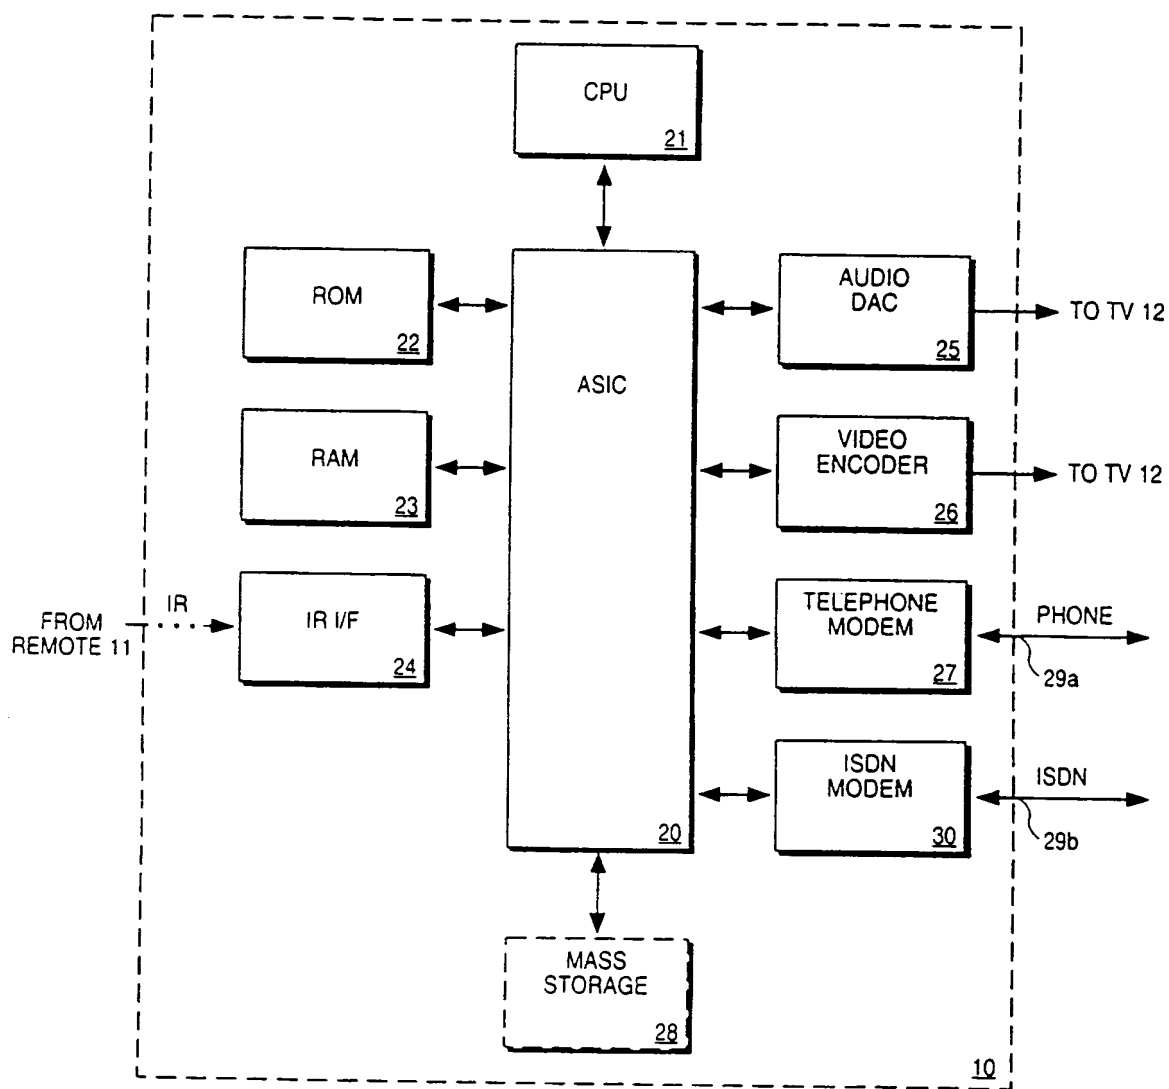 CPU
21
ROM
22
ASIC
20
AUDIO
DAC
25
TO TV 12
RAM
23
VIDEO
ENCODER
26
TO TV 12
FROM
REMOTE 11
IR
IR I/F
24
TELEPHONE
MODEM
27
PHONE
29a
ISDN
MODEM
30
ISDN
29b
MASS
STORAGE
28
10